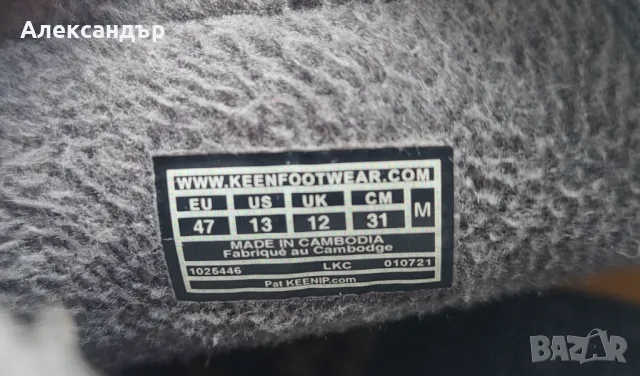 Александър
WWW.KEENFOOTWEAR.COM
EU US UK CM
47 13 12 31 M
MADE IN CAMBODIA
Fabriqué au Cambodge
1025446 LKC 010721
Pat KEENIP.com
BAZAR